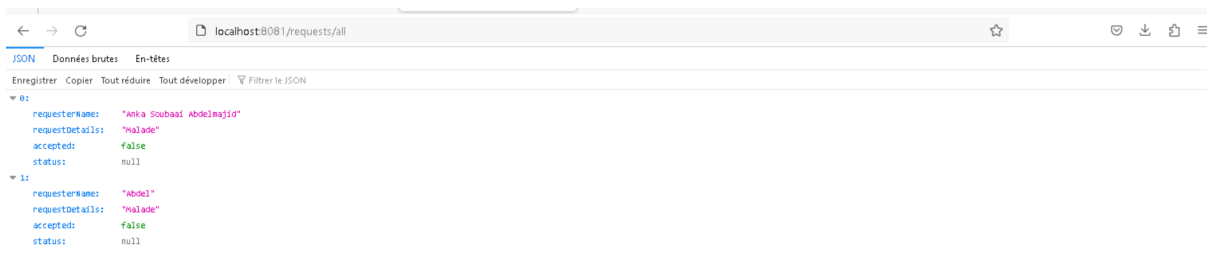 localhost:8081/requests/all
JSON Données brutes En-têtes
Enregistrer Copier Tout réduire Tout développer Filtrer le JSON
0:
requesterName: "Anka Soubaai Abdelmajid"
requestDetails: "Malade"
accepted: false
status: null
1:
requesterName: "Abdel"
requestDetails: "Malade"
accepted: false
status: null